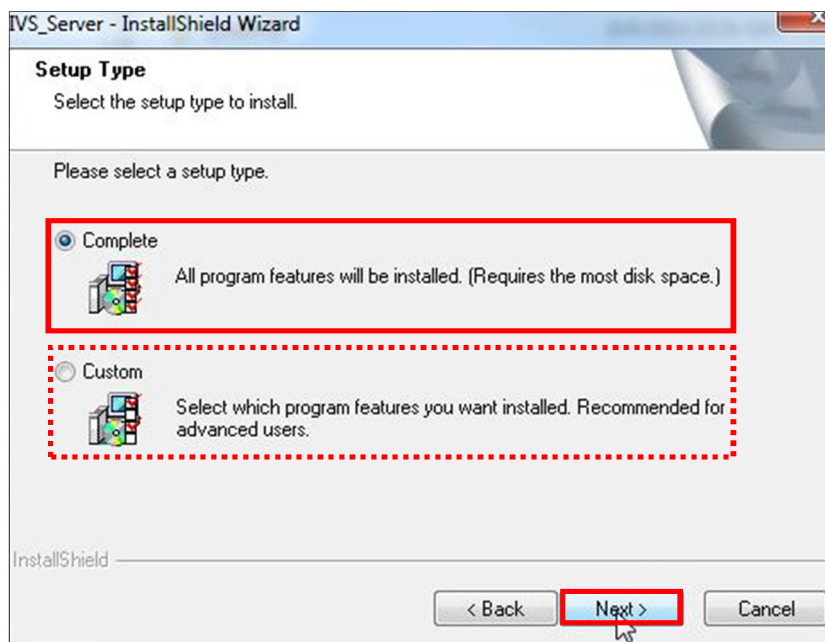 IVS_Server - InstallShield Wizard
Setup Type
Select the setup type to install.
Please select a setup type.
Complete
All program features will be installed. (Requires the most disk space.)
Custom
Select which program features you want installed. Recommended for
advanced users.
InstallShield
< Back
Next >
Cancel